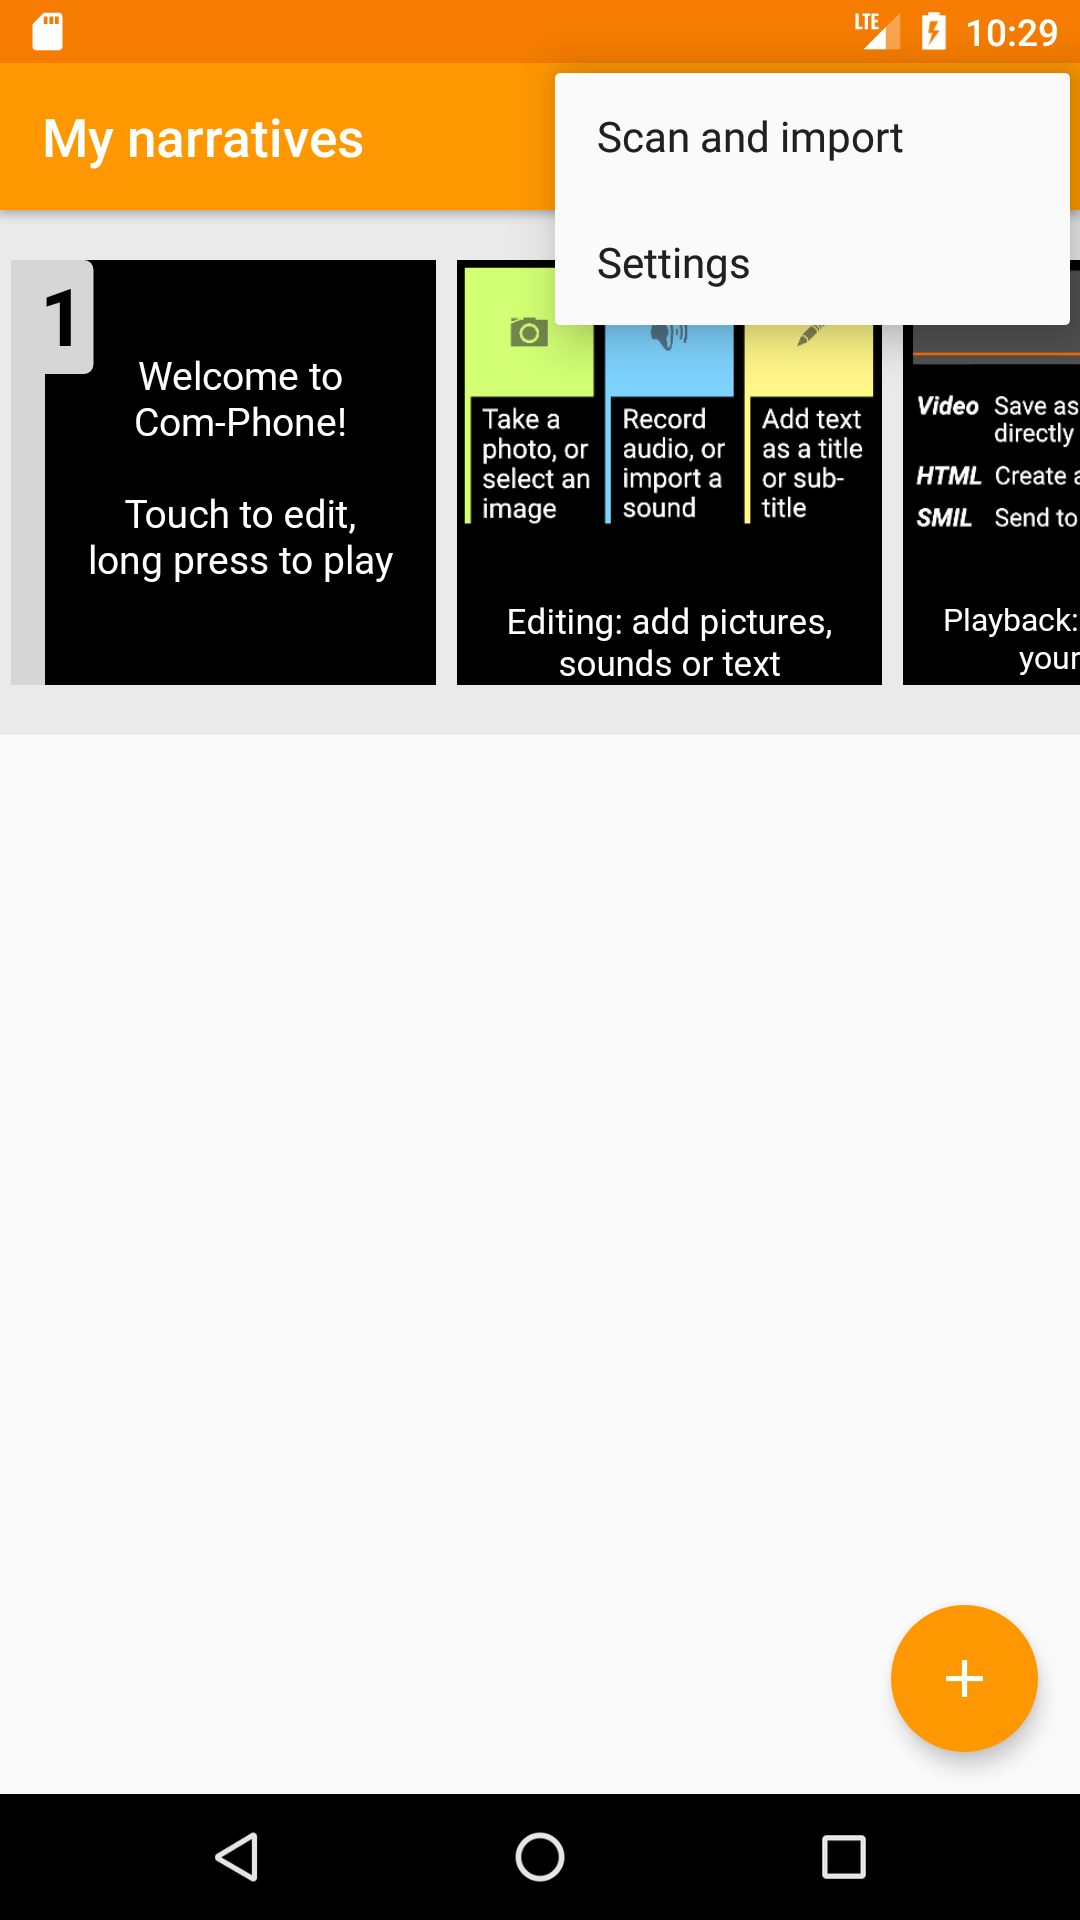 LTE 10:29
My narratives
Scan and import
Settings
1
Welcome to
Com-Phone!
Touch to edit,
long press to play
Take a
photo, or
select an
image
Record
audio, or
import a
sound
Add text
as a title
or sub-
title
Editing: add pictures,
sounds or text
Video Save as
directly
HTML Create a
SMIL Send to
Playback:
your